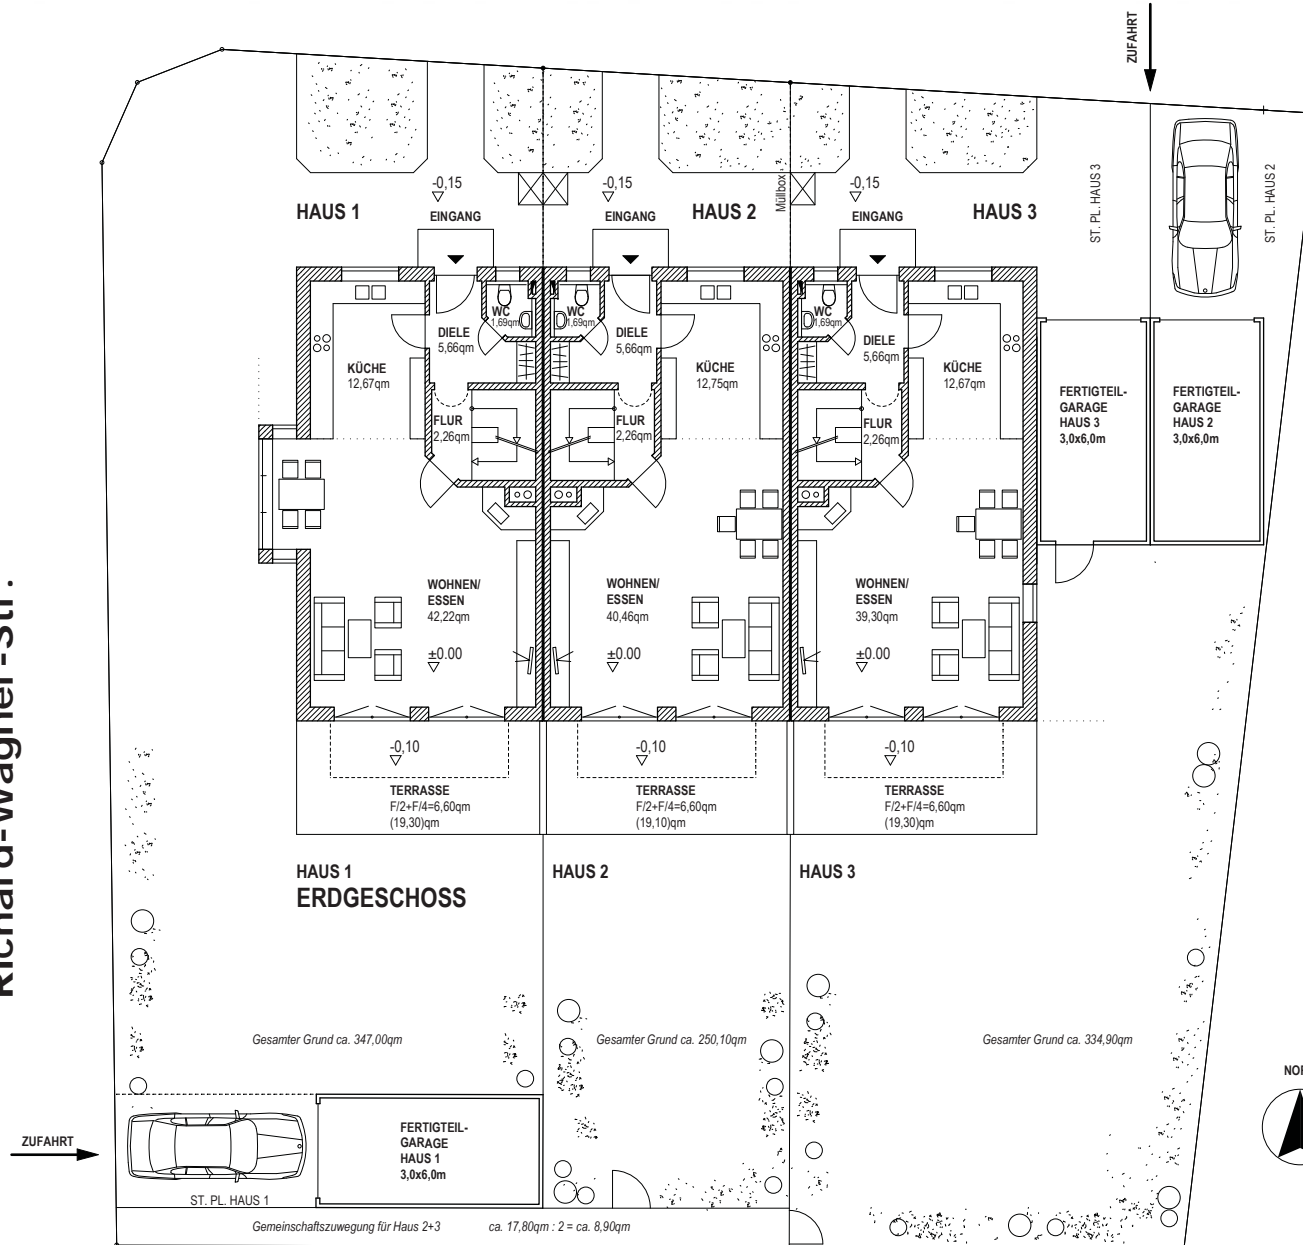 ZUFAHRT
ST. PL. HAUS 3
ST. PL. HAUS 2
-0,15
-0,15
Müllbox
-0,15
HAUS 1
EINGANG
EINGANG
HAUS 2
EINGANG
HAUS 3
WC
1,69qm
DIELE
5,66qm
KÜCHE
12,67qm
FLUR
2,26qm
WC
1,69qm
DIELE
5,66qm
KÜCHE
12,75qm
FLUR
2,26qm
WC
1,69qm
DIELE
5,66qm
KÜCHE
12,67qm
FLUR
2,26qm
FERTIGTEIL-
GARAGE
HAUS 3
3,0x6,0m
FERTIGTEIL-
GARAGE
HAUS 2
3,0x6,0m
WOHNEN/
ESSEN
42,22qm
±0.00
WOHNEN/
ESSEN
40,46qm
±0.00
WOHNEN/
ESSEN
39,30qm
±0.00
Richard-Wagner-Str.
-0,10
TERRASSE
F/2+F/4=6,60qm
(19,30)qm
-0,10
TERRASSE
F/2+F/4=6,60qm
(19,10)qm
-0,10
TERRASSE
F/2+F/4=6,60qm
(19,30)qm
HAUS 1
ERDGESCHOSS
HAUS 2
HAUS 3
Gesamter Grund ca. 347,00qm
Gesamter Grund ca. 250,10qm
Gesamter Grund ca. 334,90qm
ZUFAHRT
FERTIGTEIL-
GARAGE
HAUS 1
3,0x6,0m
ST. PL. HAUS 1
Gemeinschaftszuwegung für Haus 2+3 ca. 17,80qm : 2 = ca. 8,90qm